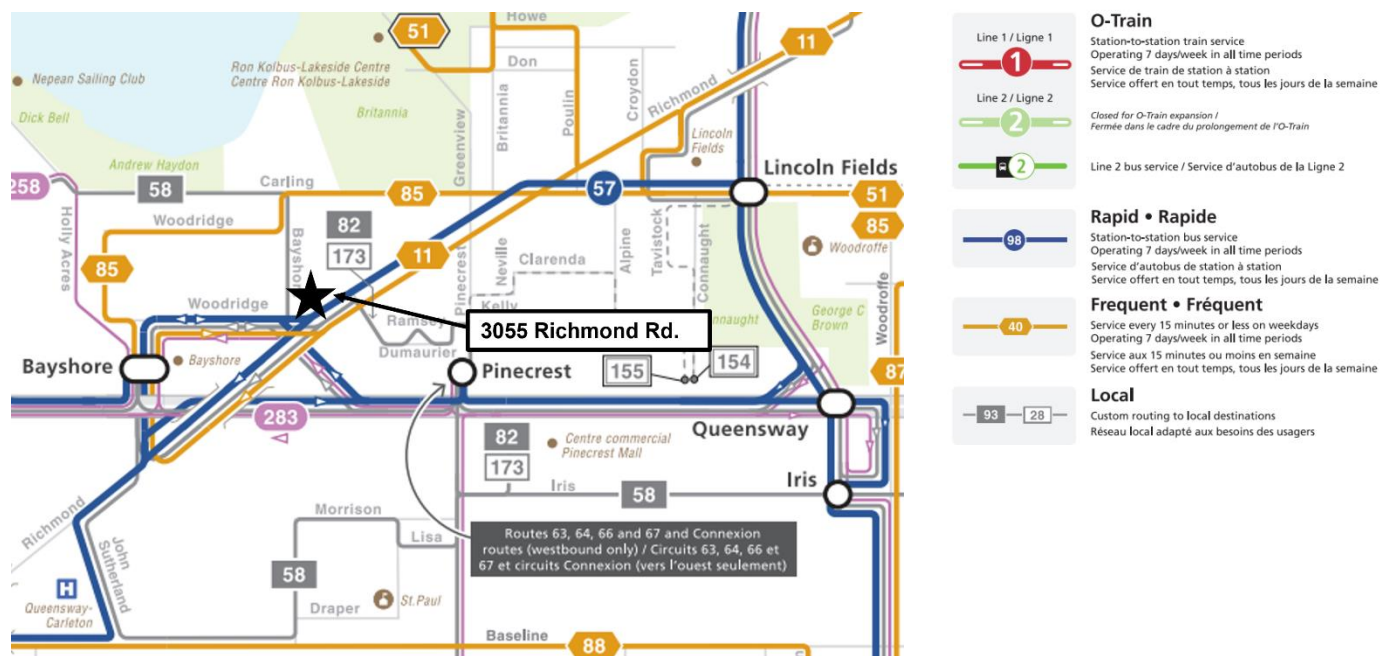 51
Howe
11
Ron Kolbus-Lakeside Centre
Centre Ron Kolbus-Lakeside
Don
Nepean Sailing Club
Britannia
Poulin
Croydon
Richmond
Dick Bell
Britannia
Greenview
Lincoln
Fields
Andrew Haydon
Lincoln Fields
258
58
Carling
85
57
51
Holly Acres
Woodridge
Bayshor
82
173
11
Pinecrest
Neville
Clarenda
Alpine
Tavistock
Connaught
85
Woodroffe
85
Woodridge
Kelly
Ramsey
3055 Richmond Rd.
nnaught
George C
Brown
Woodroffe
Dumaurier
Bayshore
Bayshore
Pinecrest
155
154
87
283
Queensway
82
173
Centre commercial
Pinecrest Mall
Iris
58
Iris
Richmond
Morrison
Lisa
Routes 63, 64, 66 and 67 and Connexion
routes (westbound only) / Circuits 63, 64, 66 et
67 et circuits Connexion (vers l'ouest seulement)
John
Sutherland
58
H
Queensway-
Carleton
Draper
St.Paul
Baseline
88
O-Train
Line 1 / Ligne 1
1
Station-to-station train service
Operating 7 days/week in all time periods
Service de train de station à station
Service offert en tout temps, tous les jours de la semaine
Line 2 / Ligne 2
2
Closed for O-Train expansion /
Fermée dans le cadre du prolongement de l'O-Train
2
Line 2 bus service / Service d'autobus de la Ligne 2
Rapid • Rapide
98
Station-to-station bus service
Operating 7 days/week in all time periods
Service d'autobus de station à station
Service offert en tout temps, tous les jours de la semaine
Frequent • Fréquent
40
Service every 15 minutes or less on weekdays
Operating 7 days/week in all time periods
Service aux 15 minutes ou moins en semaine
Service offert en tout temps, tous les jours de la semaine
Local
93
28
Custom routing to local destinations
Réseau local adapté aux besoins des usagers